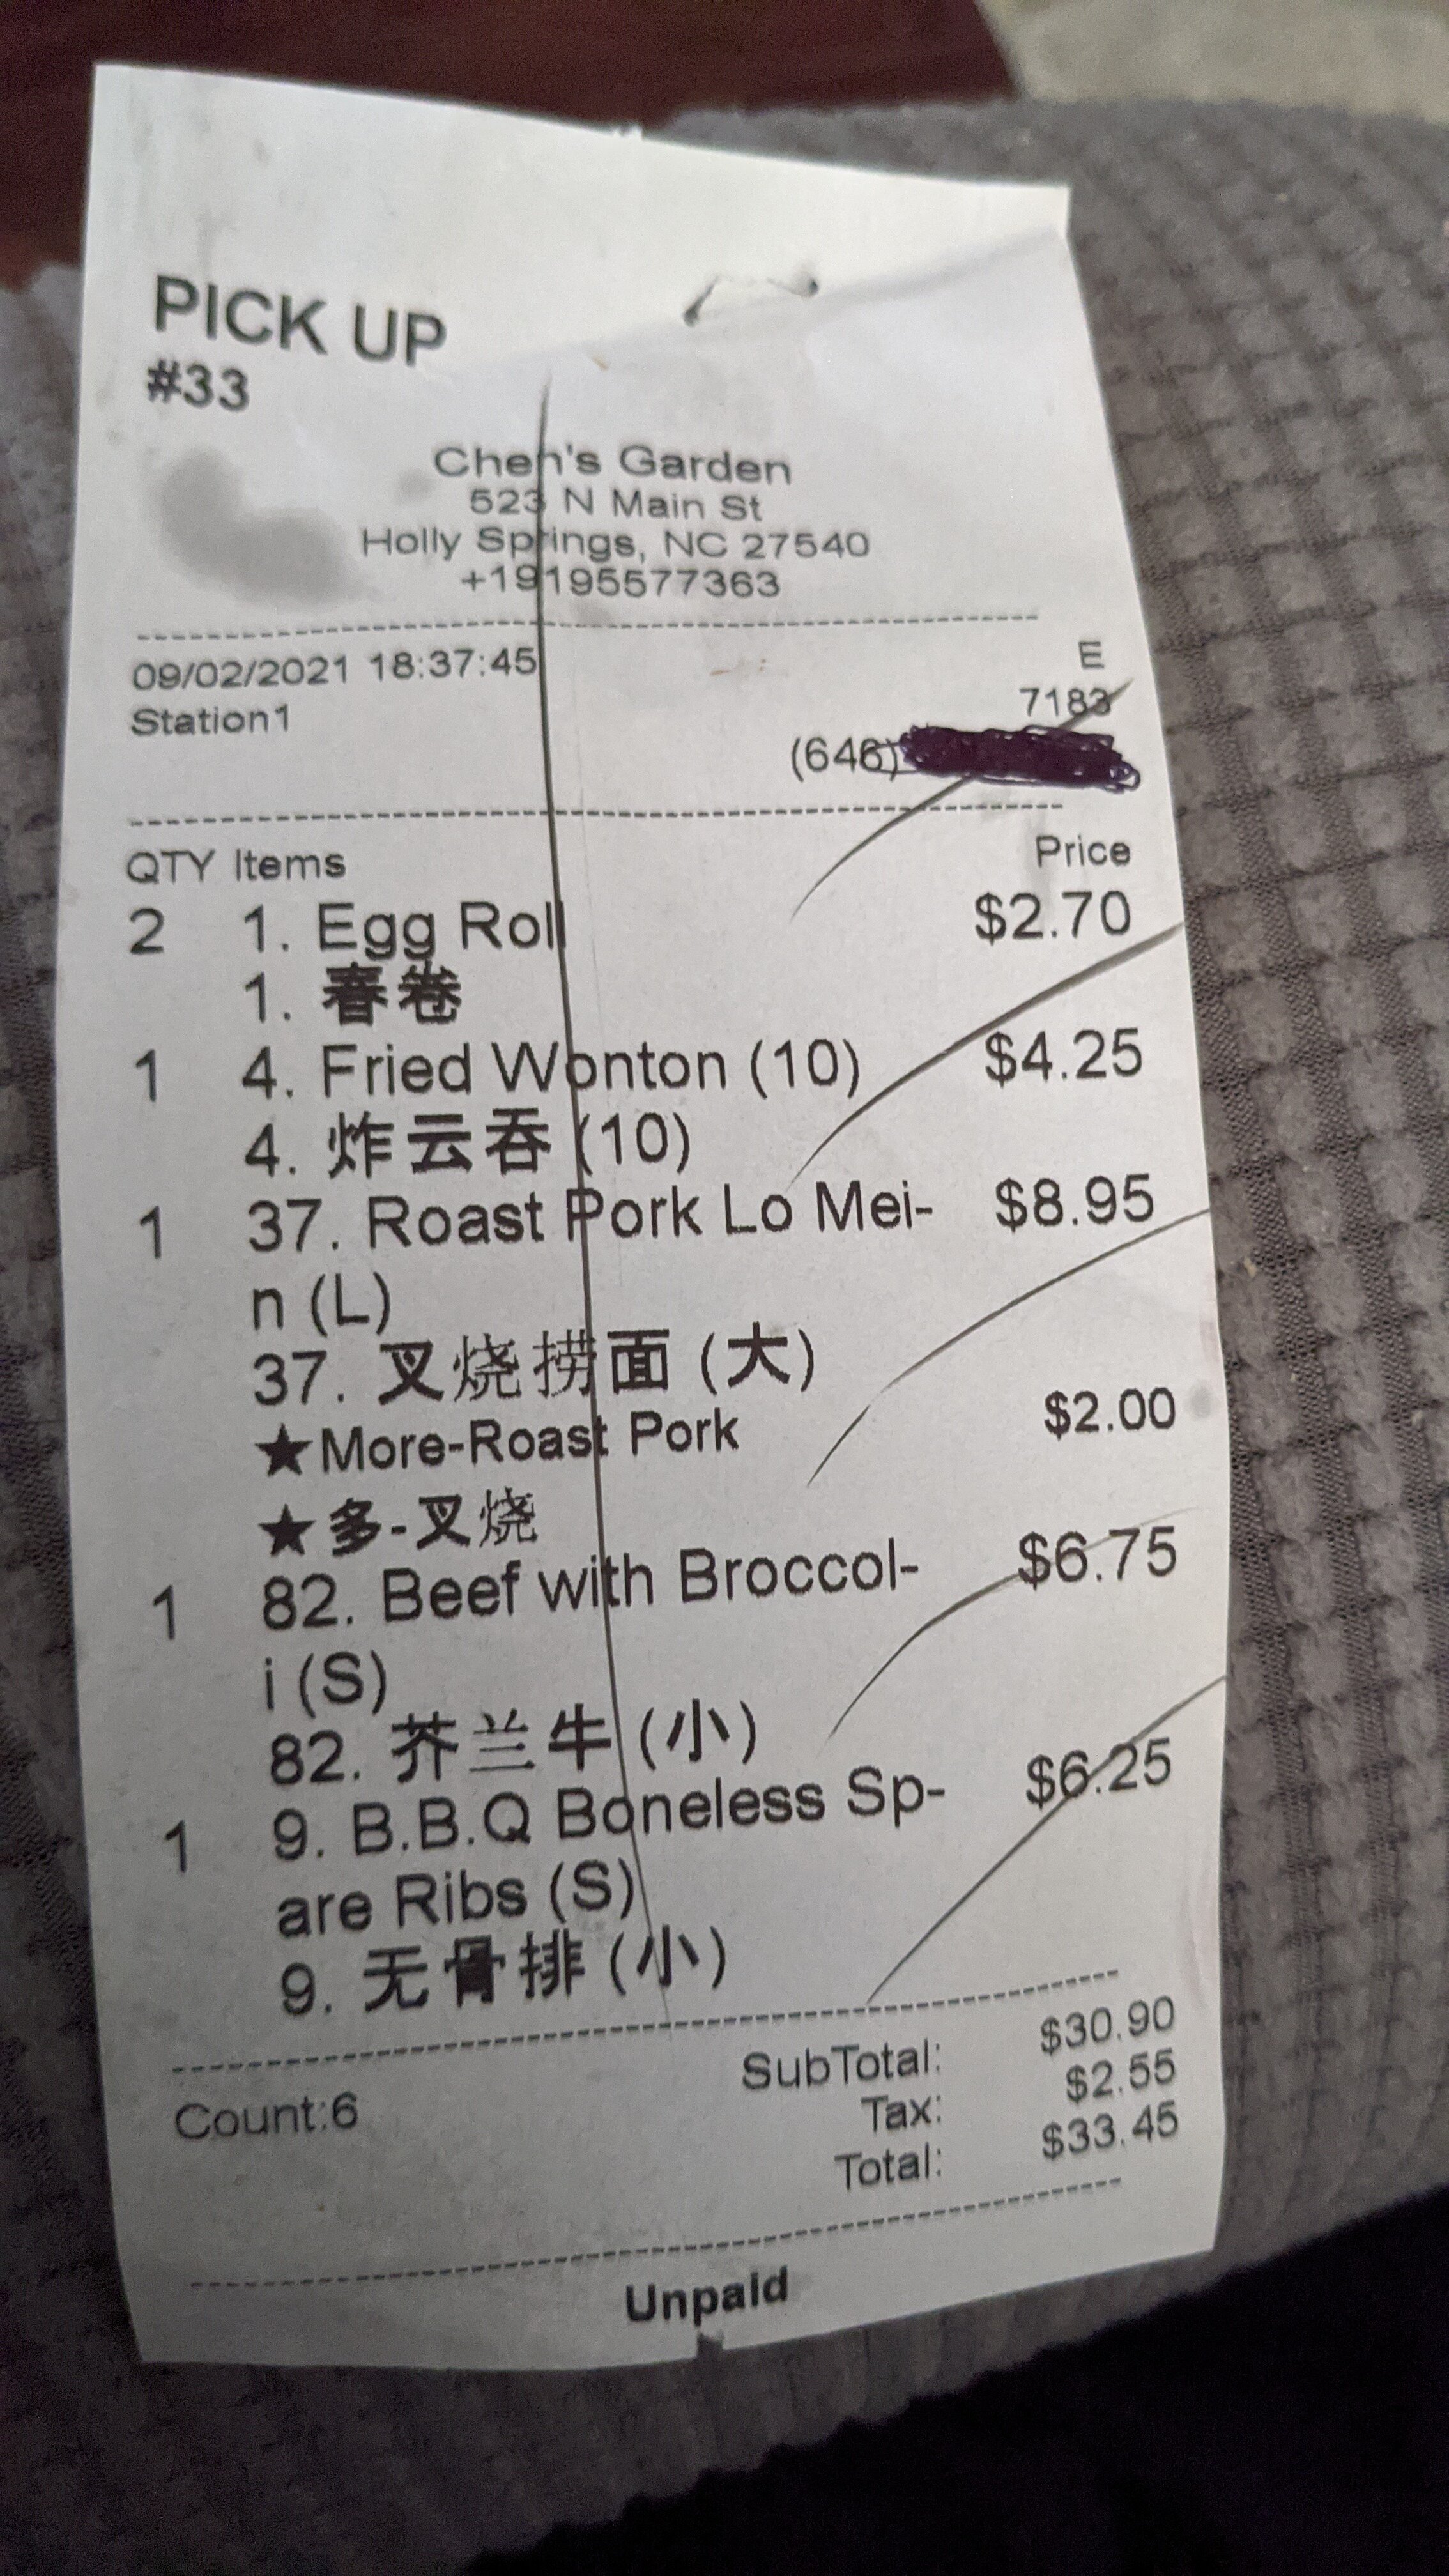 PICK UP
#33
Chen's Garden
523 N Main St
Holly Springs, NC 27540
+19195577363
09/02/2021 18:37:45
E
Station1
7183
(646)
QTY Items Price
2 1. Egg Roll $2.70
1. 春卷
1 4. Fried Wonton (10) $4.25
4. 炸云吞 (10)
1 37. Roast Pork Lo Mei- $8.95
n (L)
37. 叉烧捞面 (大)
★More-Roast Pork $2.00
★多-叉烧
1 82. Beef with Broccol- $6.75
i (S)
82. 芥兰牛 (小)
1 9. B.B.Q Boneless Sp- $6.25
are Ribs (S)
9. 无骨排 (小)
SubTotal: $30.90
Count:6 Tax: $2.55
Total: $33.45
Unpaid